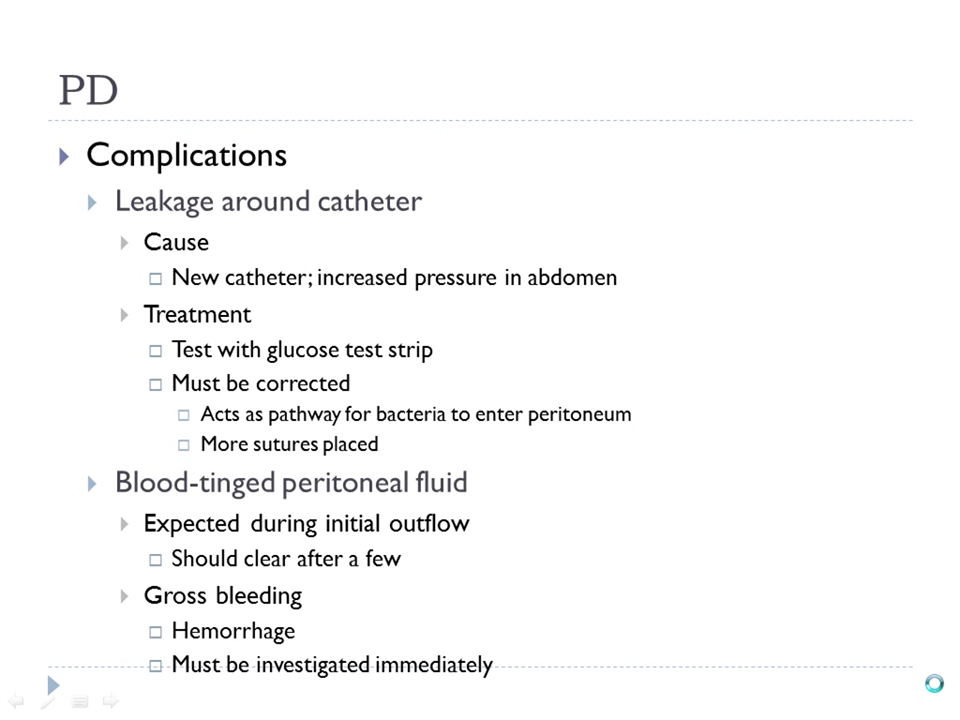 PD
Complications
Leakage around catheter
Cause
New catheter; increased pressure in abdomen
Treatment
Test with glucose test strip
Must be corrected
Acts as pathway for bacteria to enter peritoneum
More sutures placed
Blood-tinged peritoneal fluid
Expected during initial outflow
Should clear after a few
Gross bleeding
Hemorrhage
Must be investigated immediately